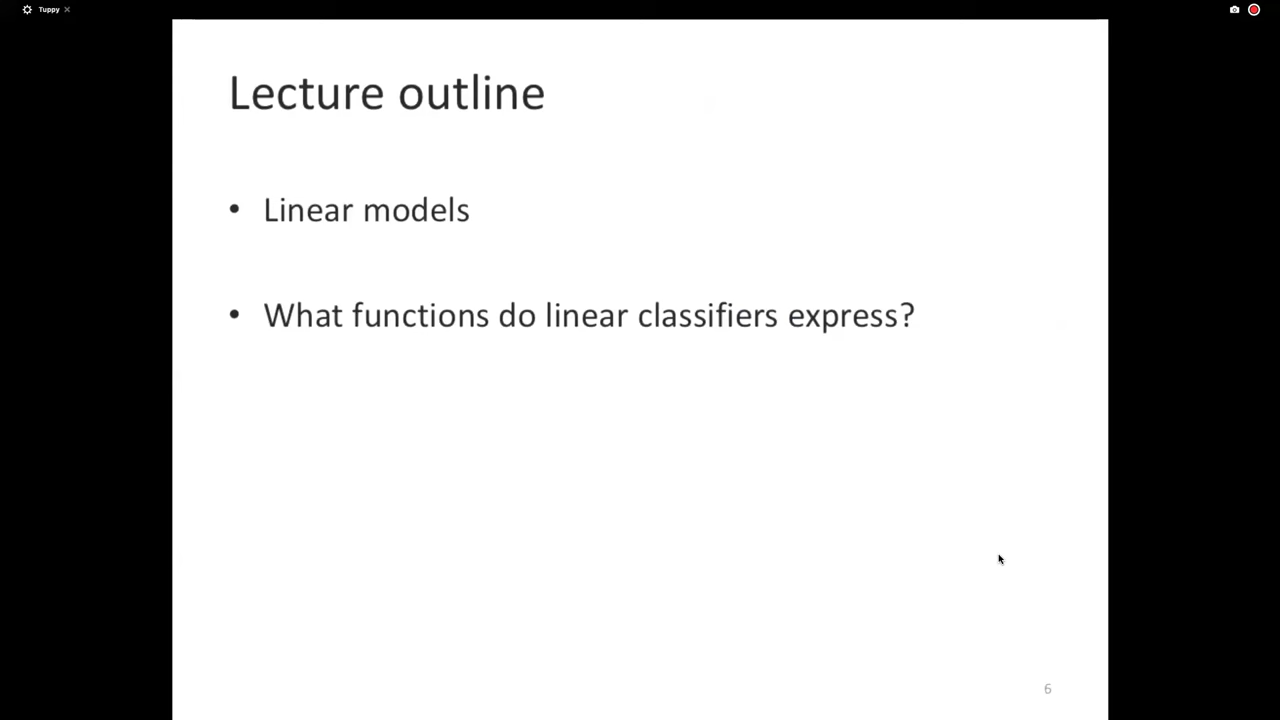 Tuppy
Lecture outline
• Linear models
• What functions do linear classifiers express?
6